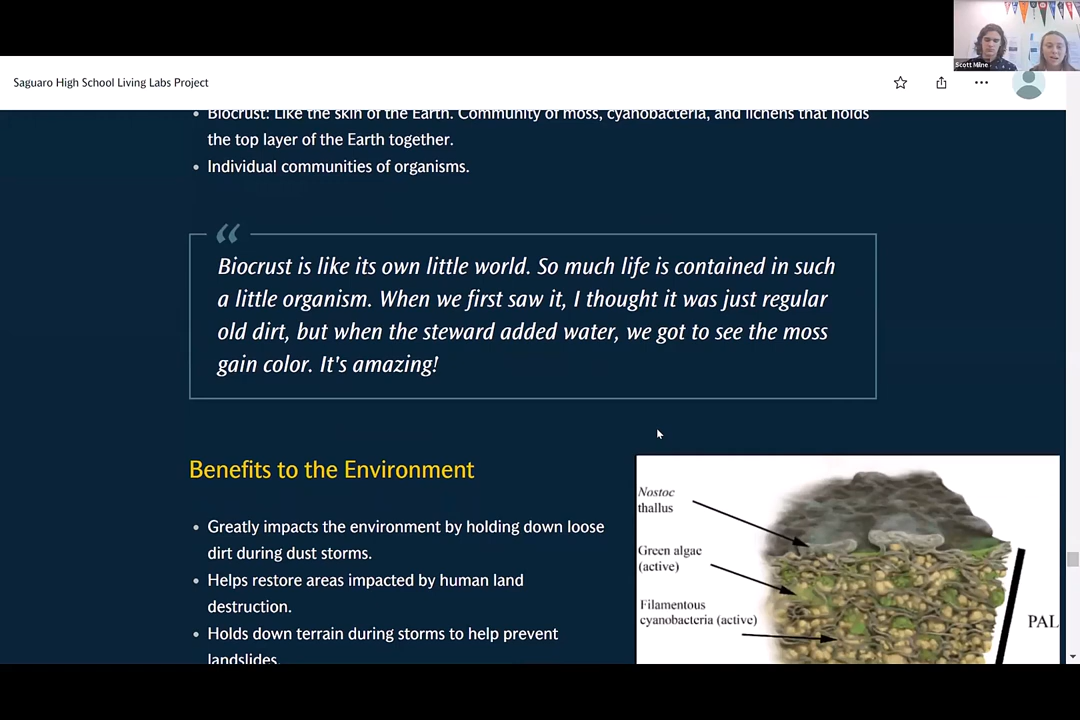 Scott Milne
Saguaro High School Living Labs Project
Biocrust: Like the skin of the Earth. Community of moss, cyanobacteria, and lichens that holds
the top layer of the Earth together.
Individual communities of organisms.
“
Biocrust is like its own little world. So much life is contained in such
a little organism. When we first saw it, I thought it was just regular
old dirt, but when the steward added water, we got to see the moss
gain color. It's amazing!
Benefits to the Environment
Greatly impacts the environment by holding down loose
dirt during dust storms.
Helps restore areas impacted by human land
destruction.
Holds down terrain during storms to help prevent
landslides.
Nostoc
thallus
Green algae
(active)
Filamentous
cyanobacteria (active)
PAL